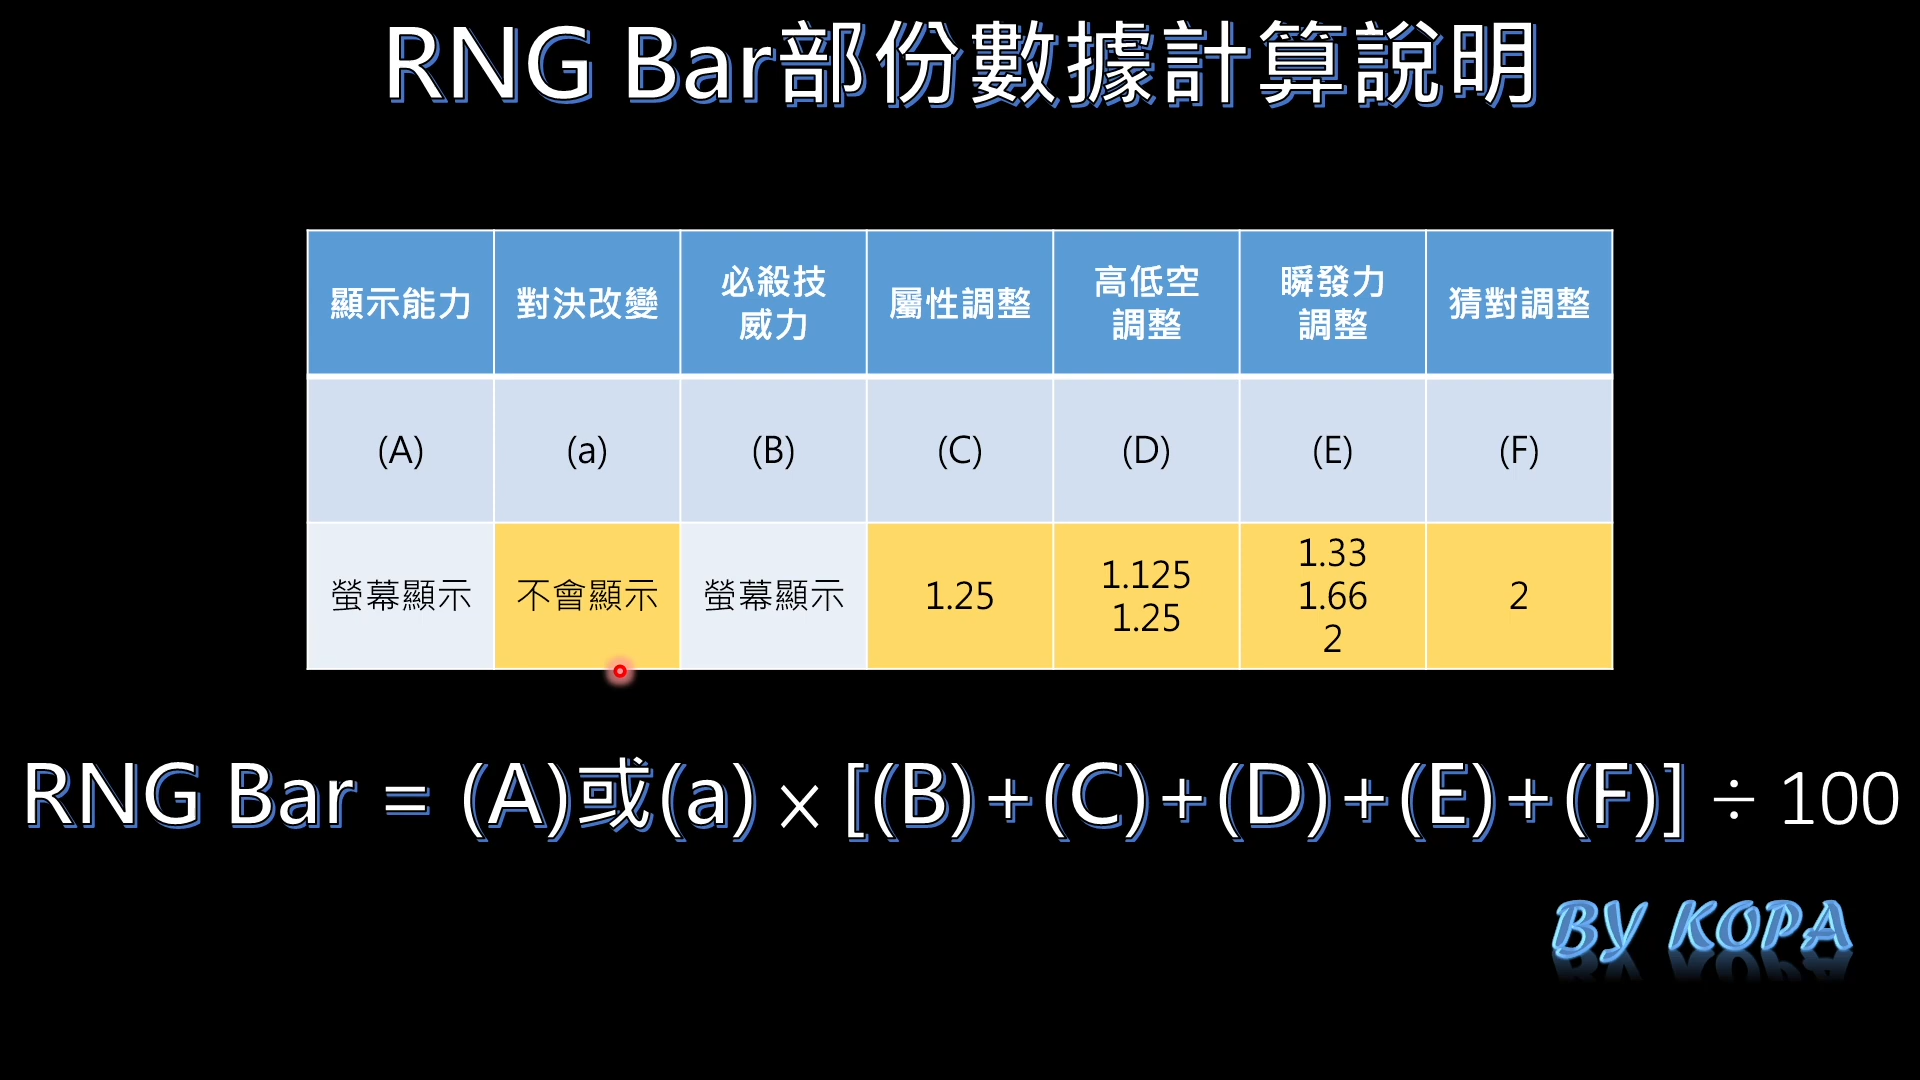 RNG Bar部份數據計算說明
顯示能力 對決改變 必殺技 威力 屬性調整 高低空 調整 瞬發力 調整 猜對調整
(A) (a) (B) (C) (D) (E) (F)
螢幕顯示 不會顯示 螢幕顯示 1.25 1.125 1.25 1.33 1.66 2 2
RNG Bar = (A)或(a) × [(B)+(C)+(D)+(E)+(F)] ÷ 100
BY KOPA